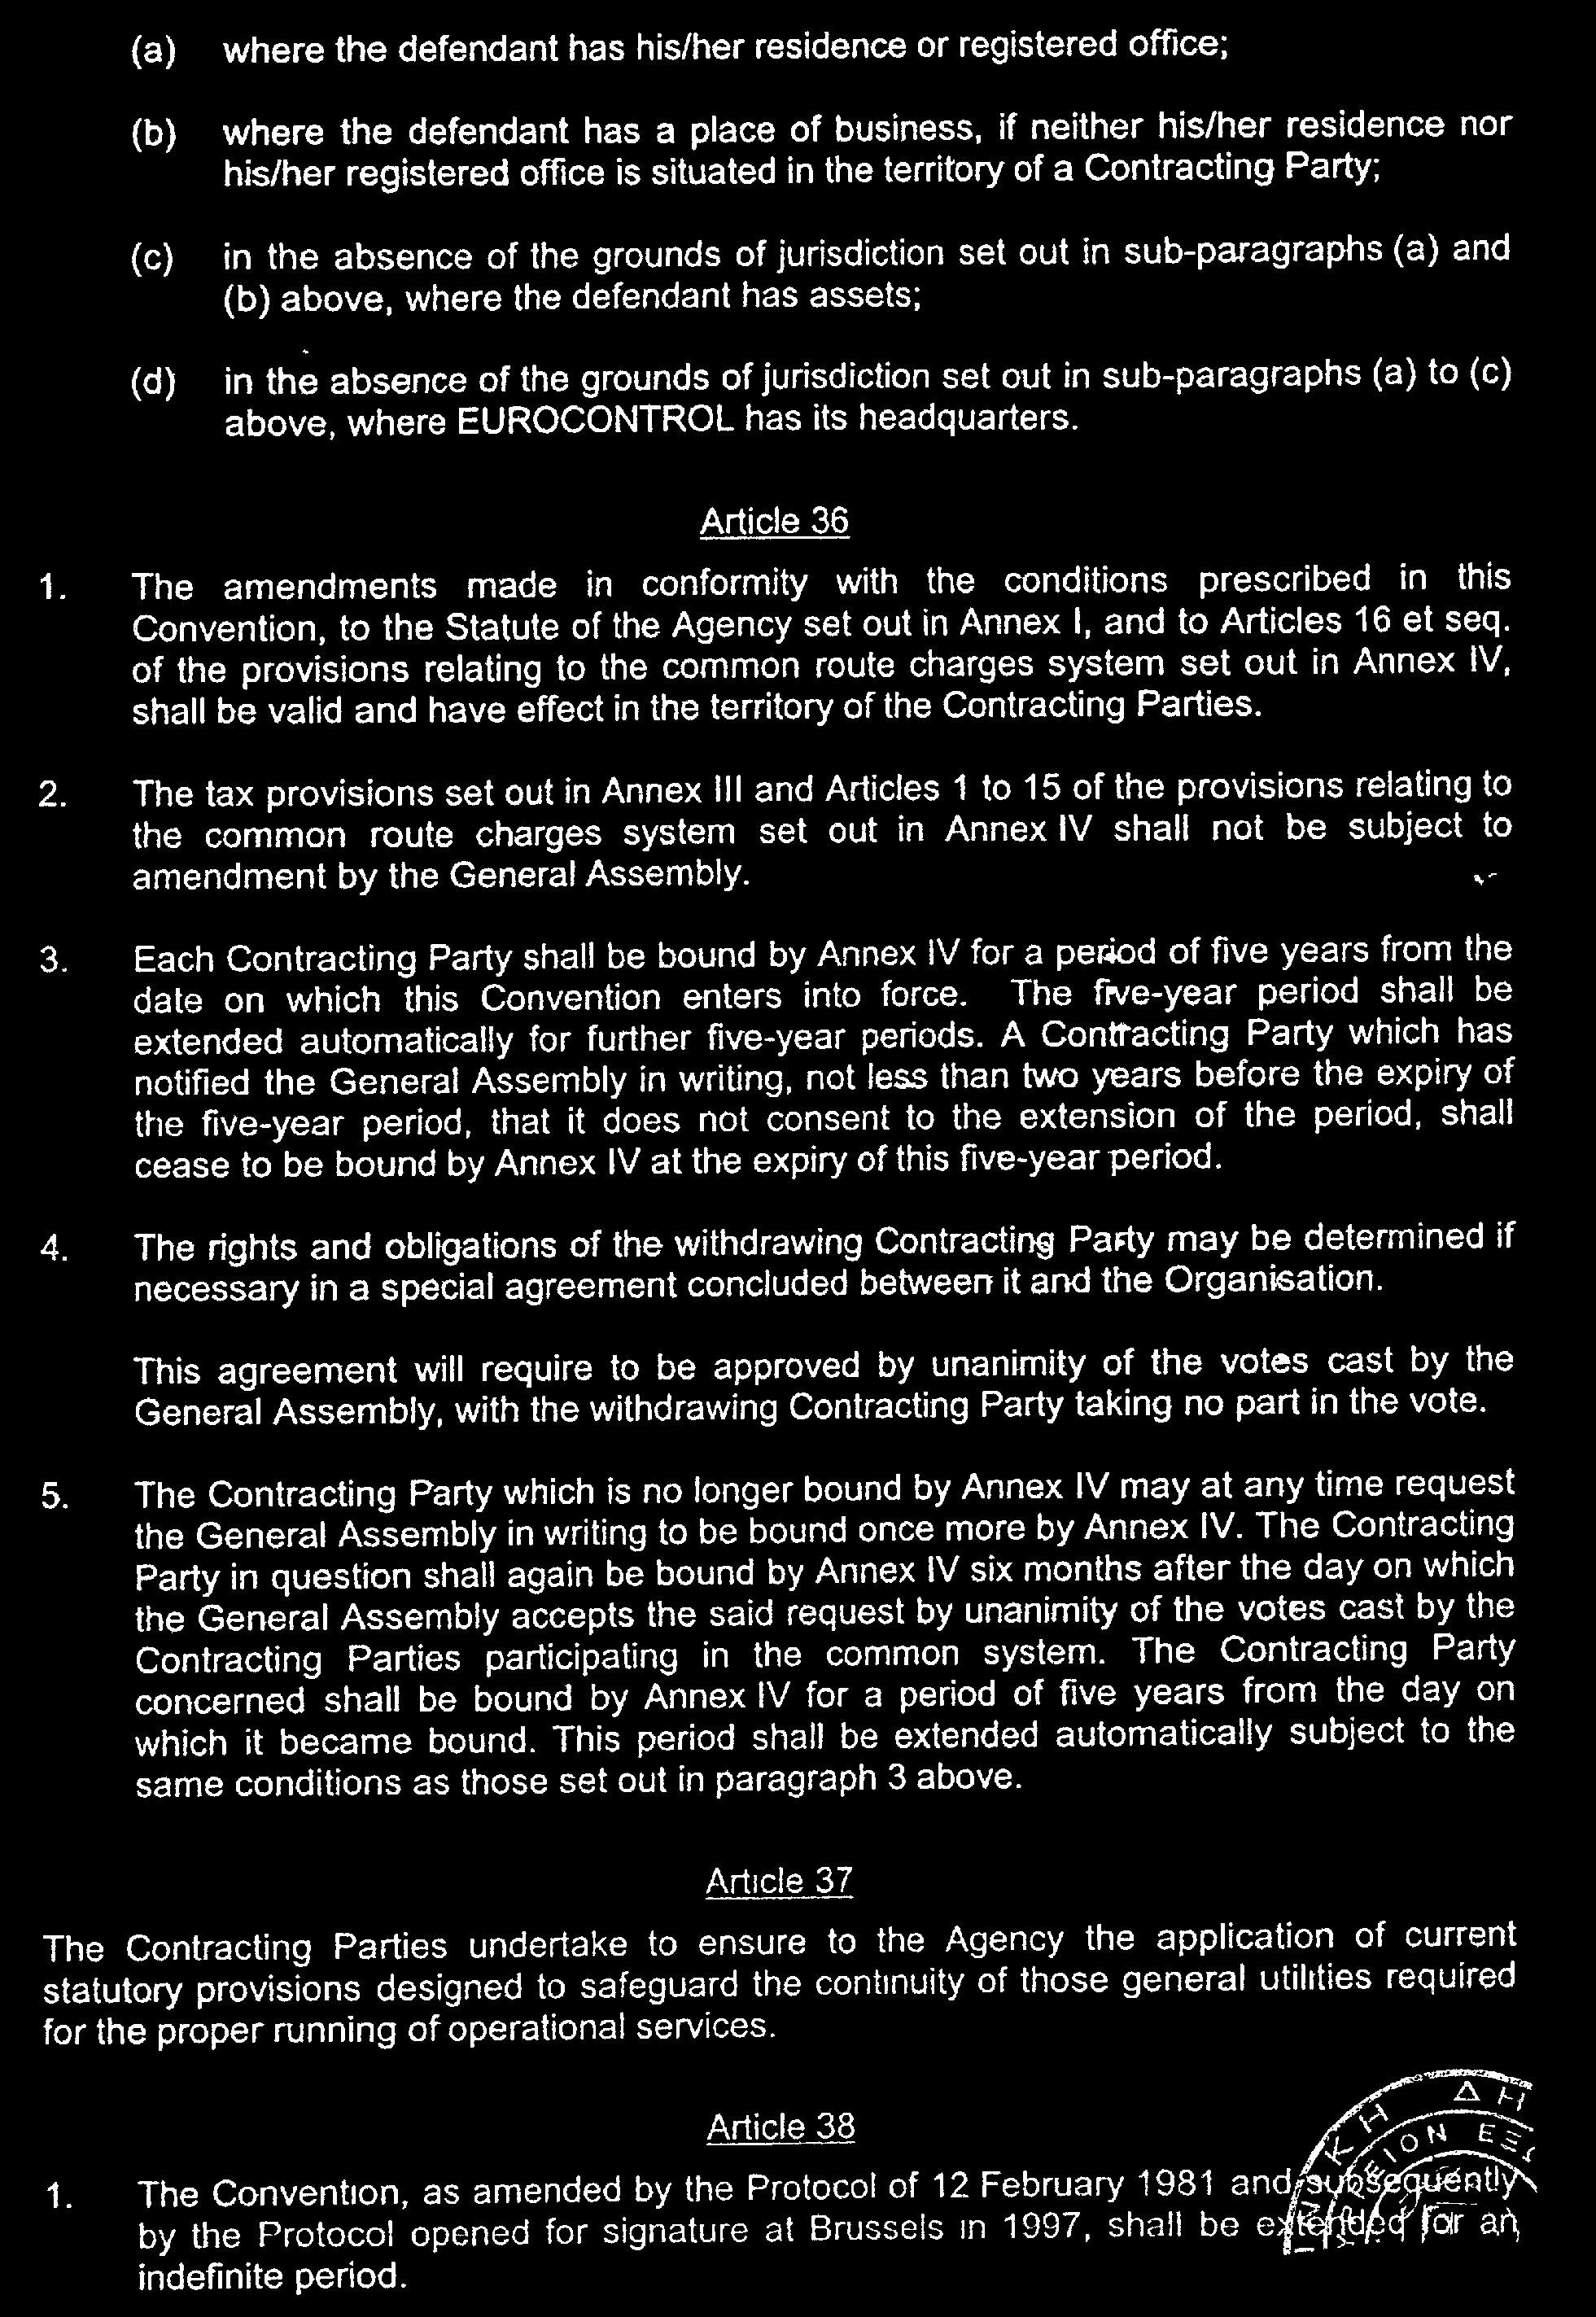 (a) where the defendant has his/her residence or registered office;
(b) where the defendant has a place of business, if neither his/her residence nor
his/her registered office is situated in the territory of a Contracting Party;
(c) in the absence of the grounds of jurisdiction set out in sub-paragraphs (a) and
(b) above, where the defendant has assets;
(d) in the absence of the grounds of jurisdiction set out in sub-paragraphs (a) to (c)
above, where EUROCONTROL has its headquarters.
Article 36
1. The amendments made in conformity with the conditions prescribed in this
Convention, to the Statute of the Agency set out in Annex I, and to Articles 16 et seq.
of the provisions relating to the common route charges system set out in Annex IV,
shall be valid and have effect in the territory of the Contracting Parties.
2. The tax provisions set out in Annex III and Articles 1 to 15 of the provisions relating to
the common route charges system set out in Annex IV shall not be subject to
amendment by the General Assembly.
3. Each Contracting Party shall be bound by Annex IV for a period of five years from the
date on which this Convention enters into force. The five-year period shall be
extended automatically for further five-year periods. A Contracting Party which has
notified the General Assembly in writing, not less than two years before the expiry of
the five-year period, that it does not consent to the extension of the period, shall
cease to be bound by Annex IV at the expiry of this five-year period.
4. The rights and obligations of the withdrawing Contracting Party may be determined if
necessary in a special agreement concluded between it and the Organisation.
This agreement will require to be approved by unanimity of the votes cast by the
General Assembly, with the withdrawing Contracting Party taking no part in the vote.
5. The Contracting Party which is no longer bound by Annex IV may at any time request
the General Assembly in writing to be bound once more by Annex IV. The Contracting
Party in question shall again be bound by Annex IV six months after the day on which
the General Assembly accepts the said request by unanimity of the votes cast by the
Contracting Parties participating in the common system. The Contracting Party
concerned shall be bound by Annex IV for a period of five years from the day on
which it became bound. This period shall be extended automatically subject to the
same conditions as those set out in paragraph 3 above.
Article 37
The Contracting Parties undertake to ensure to the Agency the application of current
statutory provisions designed to safeguard the continuity of those general utilities required
for the proper running of operational services.
Article 38
1. The Convention, as amended by the Protocol of 12 February 1981 and subsequently
by the Protocol opened for signature at Brussels in 1997, shall be extended for an
indefinite period.